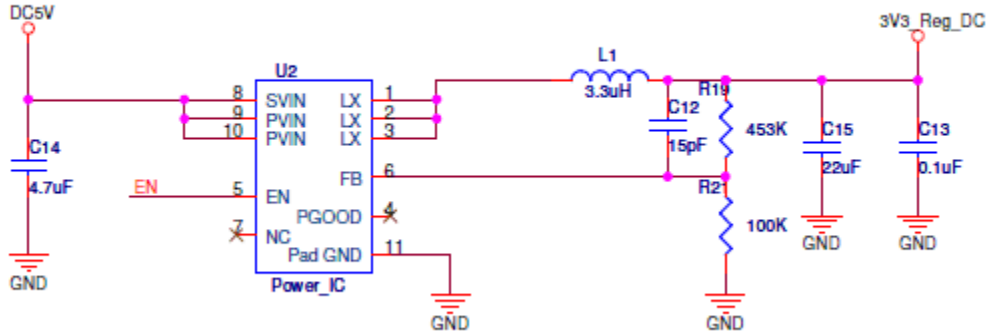 DC5V
3V3_Reg_DC
U2
L1
3.3uH
8 SVIN LX 1
9 PVIN LX 2
10 PVIN LX 3
R19
C12
453K
15pF
C15
22uF
C13
0.1uF
C14
4.7uF
FB 6
EN 5 EN
R21
PGOOD 4
100K
7 NC
Pad GND 11
Power_IC
GND
GND
GND
GND
GND